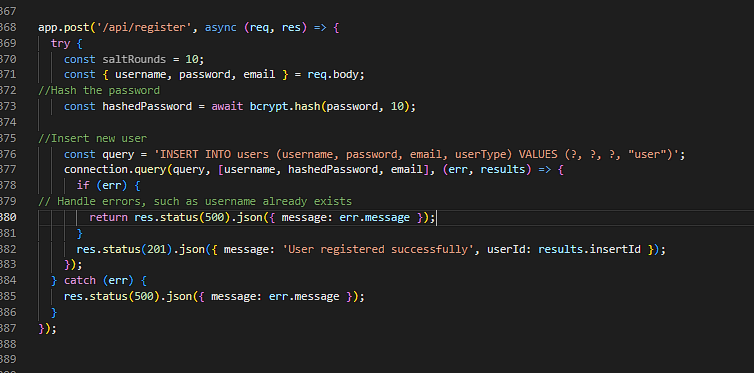 367
368 app.post('/api/register', async (req, res) => {
369 try {
370 const saltRounds = 10;
371 const { username, password, email } = req.body;
372 //Hash the password
373 const hashedPassword = await bcrypt.hash(password, 10);
374
375 //Insert new user
376 const query = 'INSERT INTO users (username, password, email, userType) VALUES (?, ?, ?, "user")';
377 connection.query(query, [username, hashedPassword, email], (err, results) => {
378 if (err) {
379 // Handle errors, such as username already exists
380 return res.status(500).json({ message: err.message });
381 }
382 res.status(201).json({ message: 'User registered successfully', userId: results.insertId });
383 });
384 } catch (err) {
385 res.status(500).json({ message: err.message });
386 }
387 });
388
389